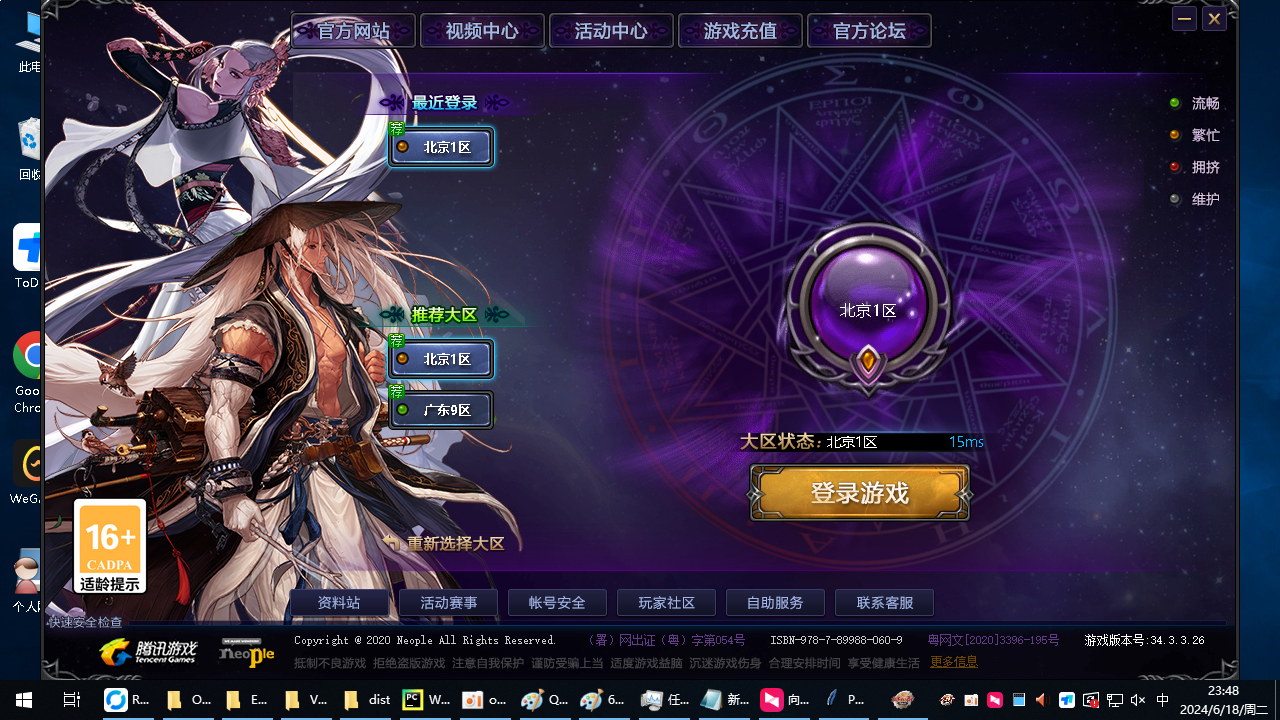 官方网站
视频中心
活动中心
游戏充值
官方论坛
此电
回收
ToD
Goo
Chro
WeGa
个人
最近登录
荐
北京1区
推荐大区
荐
北京1区
荐
广东9区
流畅
繁忙
拥挤
维护
北京1区
大区状态:北京1区 15ms
登录游戏
重新选择大区
16+
CADPA
适龄提示
快速安全检查
资料站
活动赛事
帐号安全
玩家社区
自助服务
联系客服
腾讯游戏
Tencent Games
neople
Copyright @ 2020 Neople All Rights Reserved.
(署)网出证(粤)字第054号
ISBN-978-7-89988-060-9
粤网文[2020]3396-195号
游戏版本号:34.3.3.26
抵制不良游戏 拒绝盗版游戏 注意自我保护 谨防受骗上当 适度游戏益脑 沉迷游戏伤身 合理安排时间 享受健康生活 更多信息
R...
O...
E...
V...
dist
W...
o...
Q...
6...
任...
新...
向...
P...
中
23:48
2024/6/18/周二